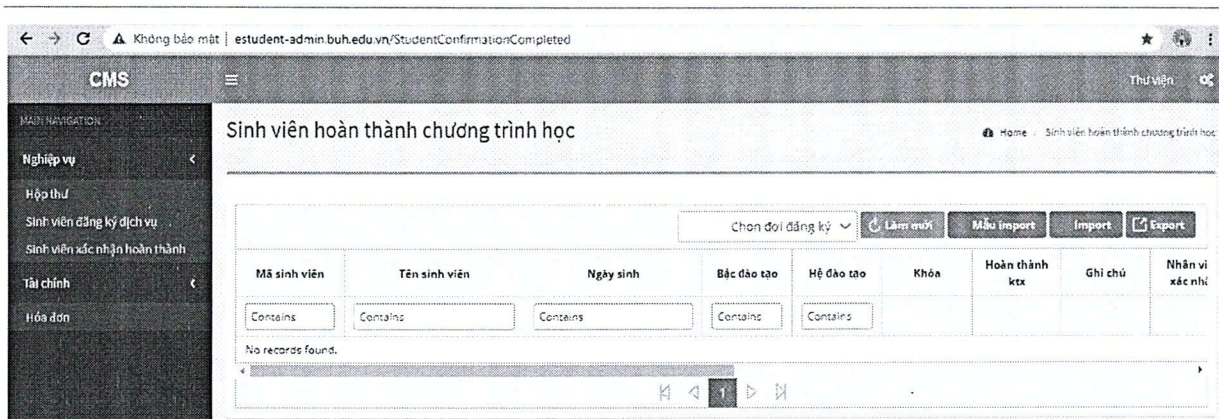 Không bảo mật | estudent-admin.buh.edu.vn/StudentConfirmationCompleted
CMS
Thư viện
MAIN NAVIGATION
Sinh viên hoàn thành chương trình học
Home / Sinh viên hoàn thành chương trình học
Nghiệp vụ
Hộp thư
Sinh viên đăng ký dịch vụ
Sinh viên xác nhận hoàn thành
Tài chính
Hóa đơn
Chọn đợi đăng ký Làm mới Mẫu import Import Export
Mã sinh viên Tên sinh viên Ngày sinh Bậc đào tạo Hệ đào tạo Khóa Hoàn thành ktx Ghi chú Nhân vi xác nhậ
Contains Contains Contains Contains Contains
No records found.
1